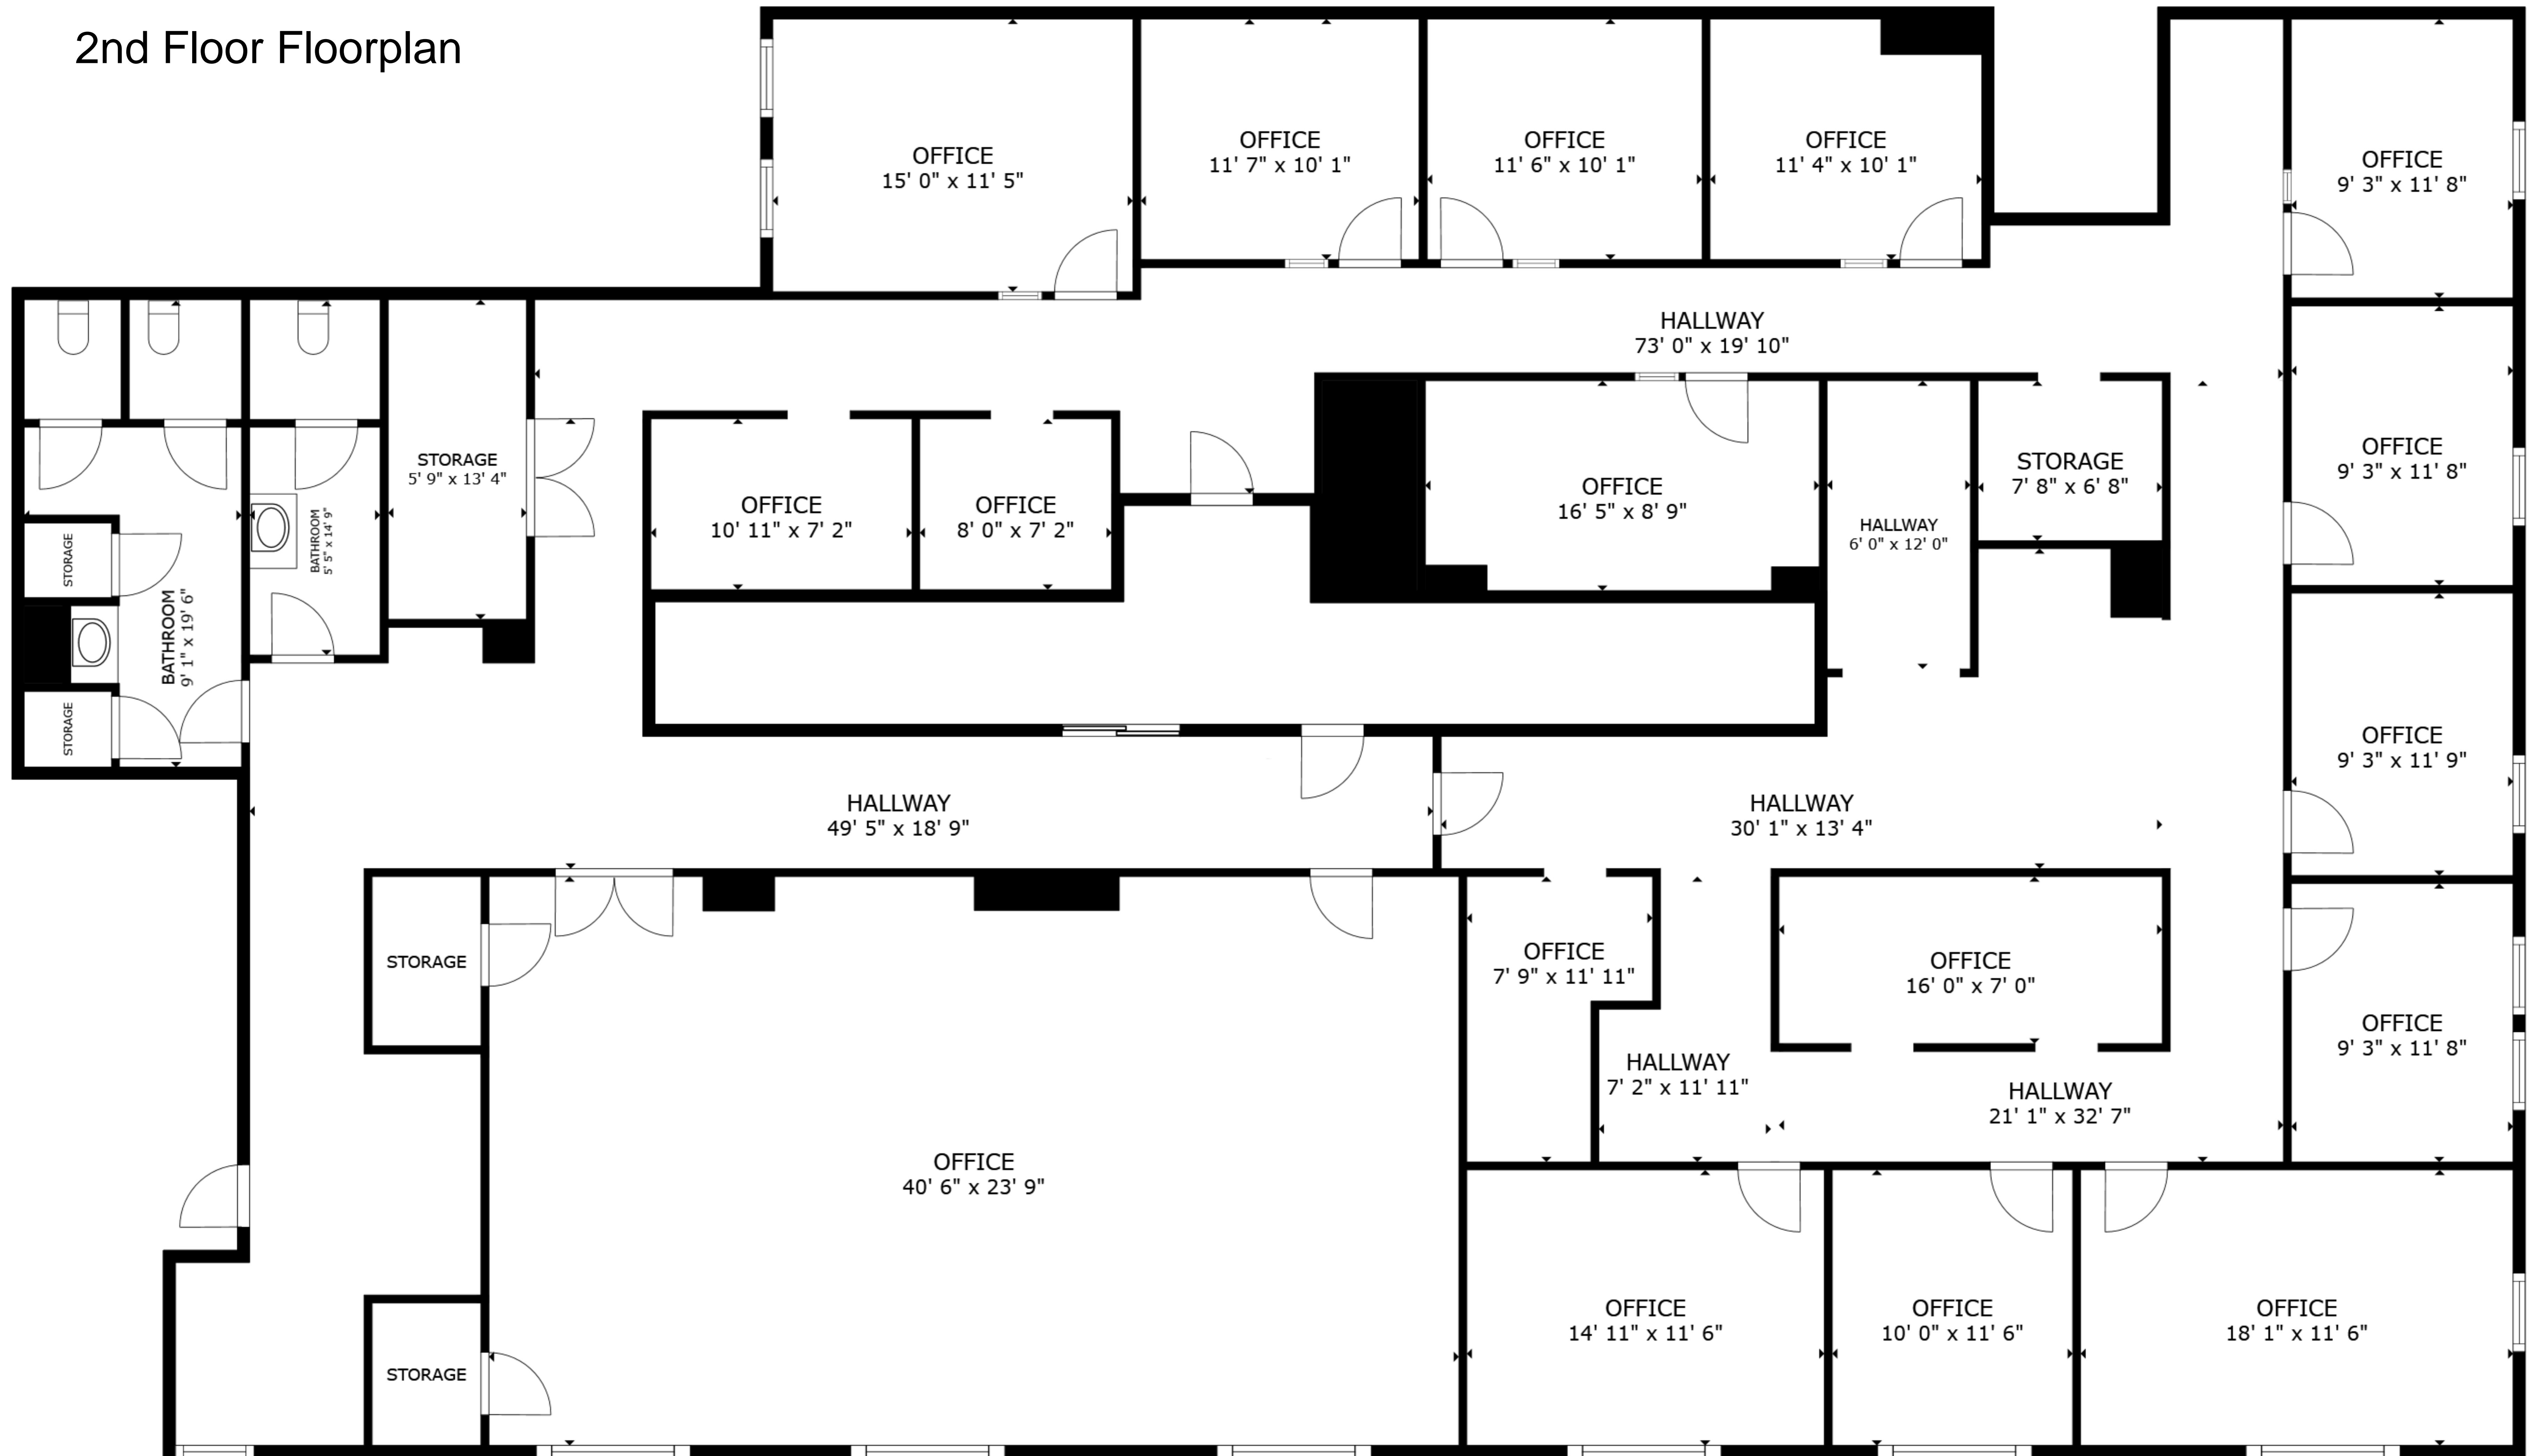 2nd Floor Floorplan
OFFICE
15' 0" x 11' 5"
OFFICE
11' 7" x 10' 1"
OFFICE
11' 6" x 10' 1"
OFFICE
11' 4" x 10' 1"
OFFICE
9' 3" x 11' 8"
HALLWAY
73' 0" x 19' 10"
STORAGE
5' 9" x 13' 4"
OFFICE
10' 11" x 7' 2"
OFFICE
8' 0" x 7' 2"
OFFICE
16' 5" x 8' 9"
HALLWAY
6' 0" x 12' 0"
STORAGE
7' 8" x 6' 8"
OFFICE
9' 3" x 11' 8"
STORAGE
BATHROOM
5' 5" x 14' 9"
BATHROOM
9' 1" x 19' 6"
STORAGE
HALLWAY
49' 5" x 18' 9"
HALLWAY
30' 1" x 13' 4"
OFFICE
9' 3" x 11' 9"
STORAGE
OFFICE
7' 9" x 11' 11"
OFFICE
16' 0" x 7' 0"
OFFICE
9' 3" x 11' 8"
HALLWAY
7' 2" x 11' 11"
HALLWAY
21' 1" x 32' 7"
OFFICE
40' 6" x 23' 9"
STORAGE
OFFICE
14' 11" x 11' 6"
OFFICE
10' 0" x 11' 6"
OFFICE
18' 1" x 11' 6"